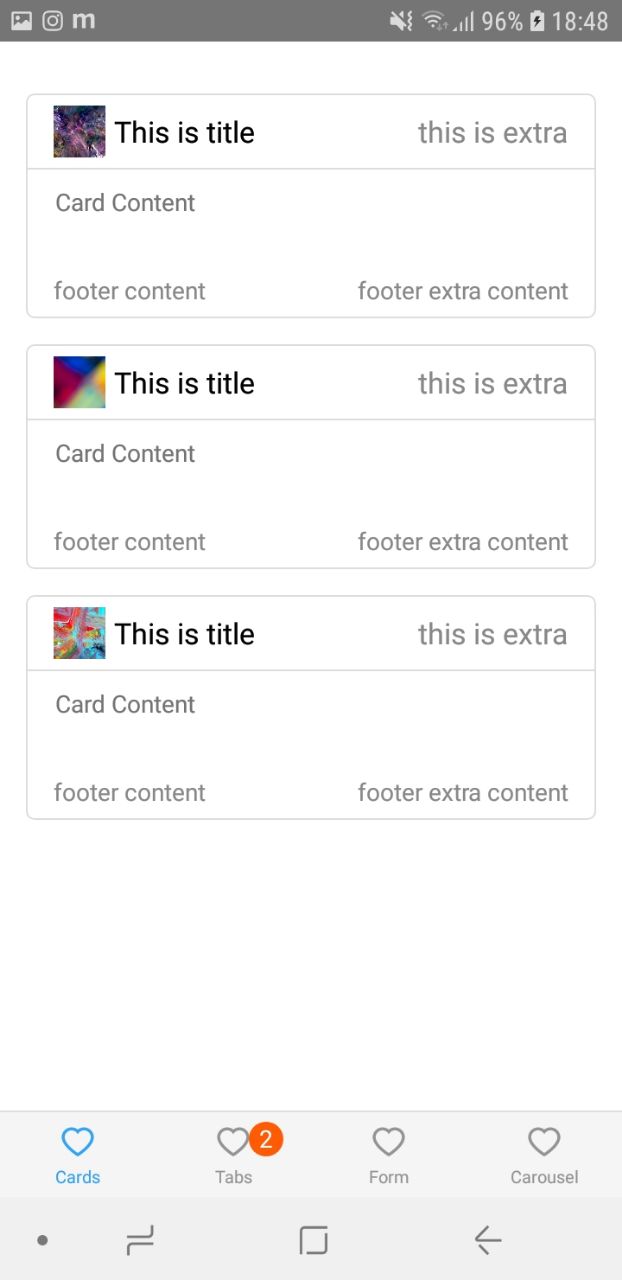 m 96% 18:48
This is title this is extra
Card Content
footer content footer extra content
This is title this is extra
Card Content
footer content footer extra content
This is title this is extra
Card Content
footer content footer extra content
2
Cards Tabs Form Carousel